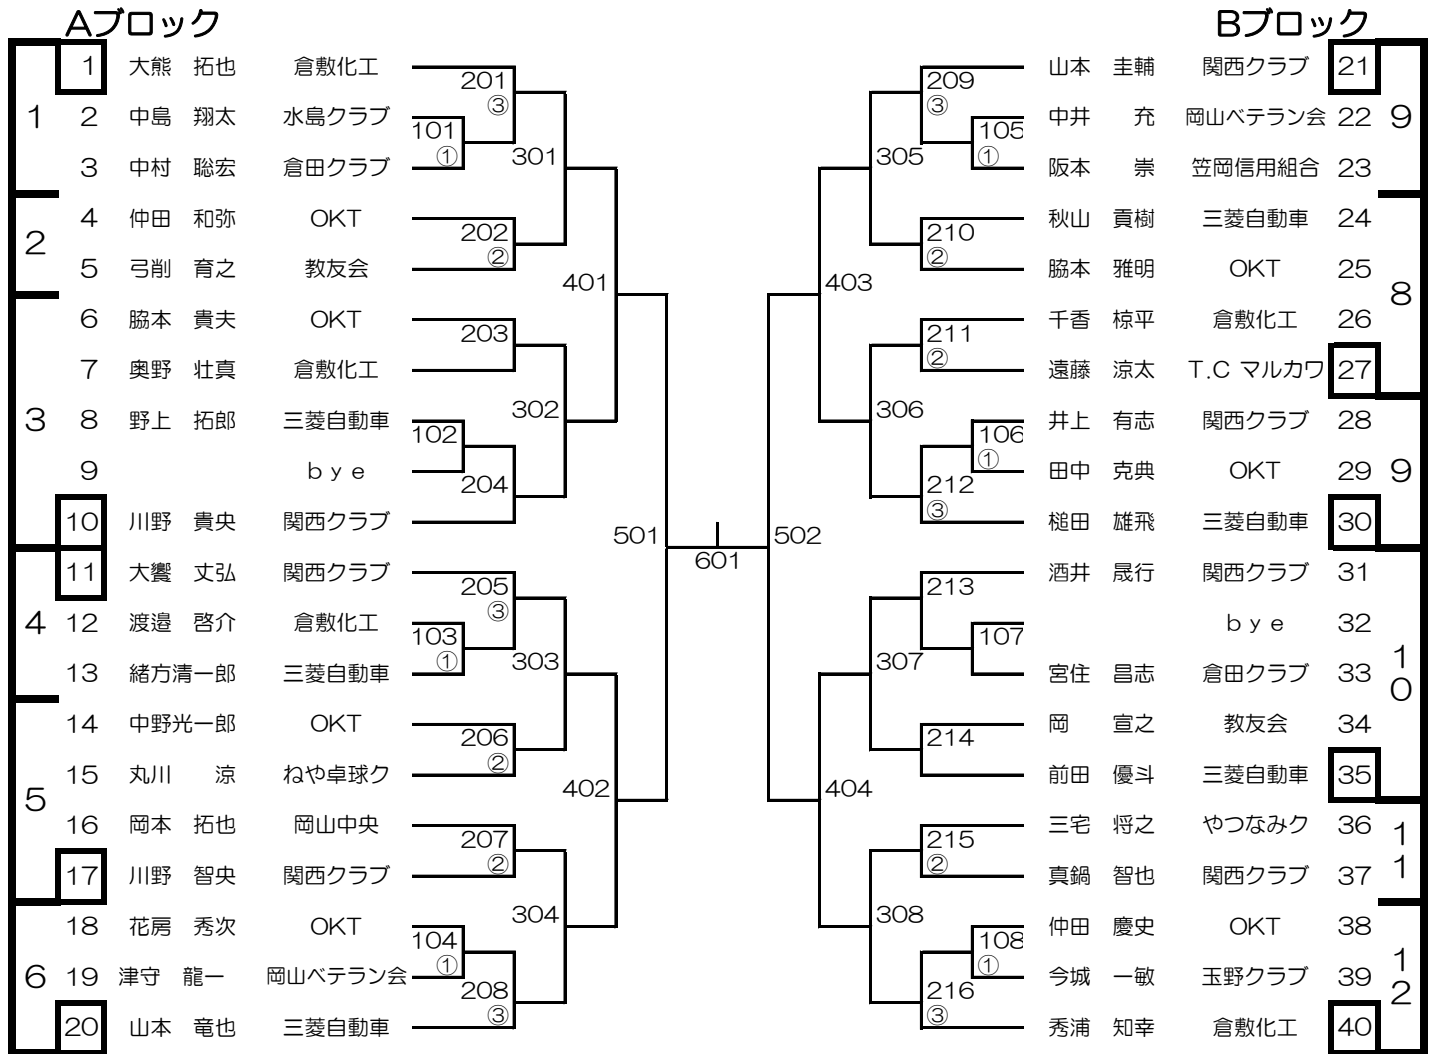 Aブロック
Bブロック
1 大熊 拓也 倉敷化工 201 209 山本 圭輔 関西クラブ 21
③ ③
1 2 中島 翔太 水島クラブ 101 105 中井 充 岡山ベテラン会 22 9
① 301 305 ①
3 中村 聡宏 倉田クラブ 阪本 崇 笠岡信用組合 23
4 仲田 和弥 OKT 202 210 秋山 貢樹 三菱自動車 24
2 ② ②
5 弓削 育之 教友会 401 403 脇本 雅明 OKT 25
8
6 脇本 貴夫 OKT 203 211 千香 椋平 倉敷化工 26
②
7 奥野 壮真 倉敷化工 遠藤 涼太 T.C マルカワ 27
302 306
3 8 野上 拓郎 三菱自動車 102 106 井上 有志 関西クラブ 28
①
9 bye 204 212 田中 克典 OKT 29 9
③
10 川野 貴央 関西クラブ 槌田 雄飛 三菱自動車 30
501 601 502
11 大饗 丈弘 関西クラブ 205 213 酒井 晟行 関西クラブ 31
③
4 12 渡邉 啓介 倉敷化工 103 107 bye 32
① 303 307
13 緒方清一郎 三菱自動車 宮住 昌志 倉田クラブ 33 10
14 中野光一郎 OKT 206 214 岡 宣之 教友会 34
②
15 丸川 涼 ねや卓球ク 402 404 前田 優斗 三菱自動車 35
5
16 岡本 拓也 岡山中央 207 215 三宅 将之 やつなみク 36
② ② 11
17 川野 智央 関西クラブ 真鍋 智也 関西クラブ 37
304 308
18 花房 秀次 OKT 104 108 仲田 慶史 OKT 38
① ①
6 19 津守 龍一 岡山ベテラン会 208 216 今城 一敏 玉野クラブ 39 12
③ ③
20 山本 竜也 三菱自動車 秀浦 知幸 倉敷化工 40